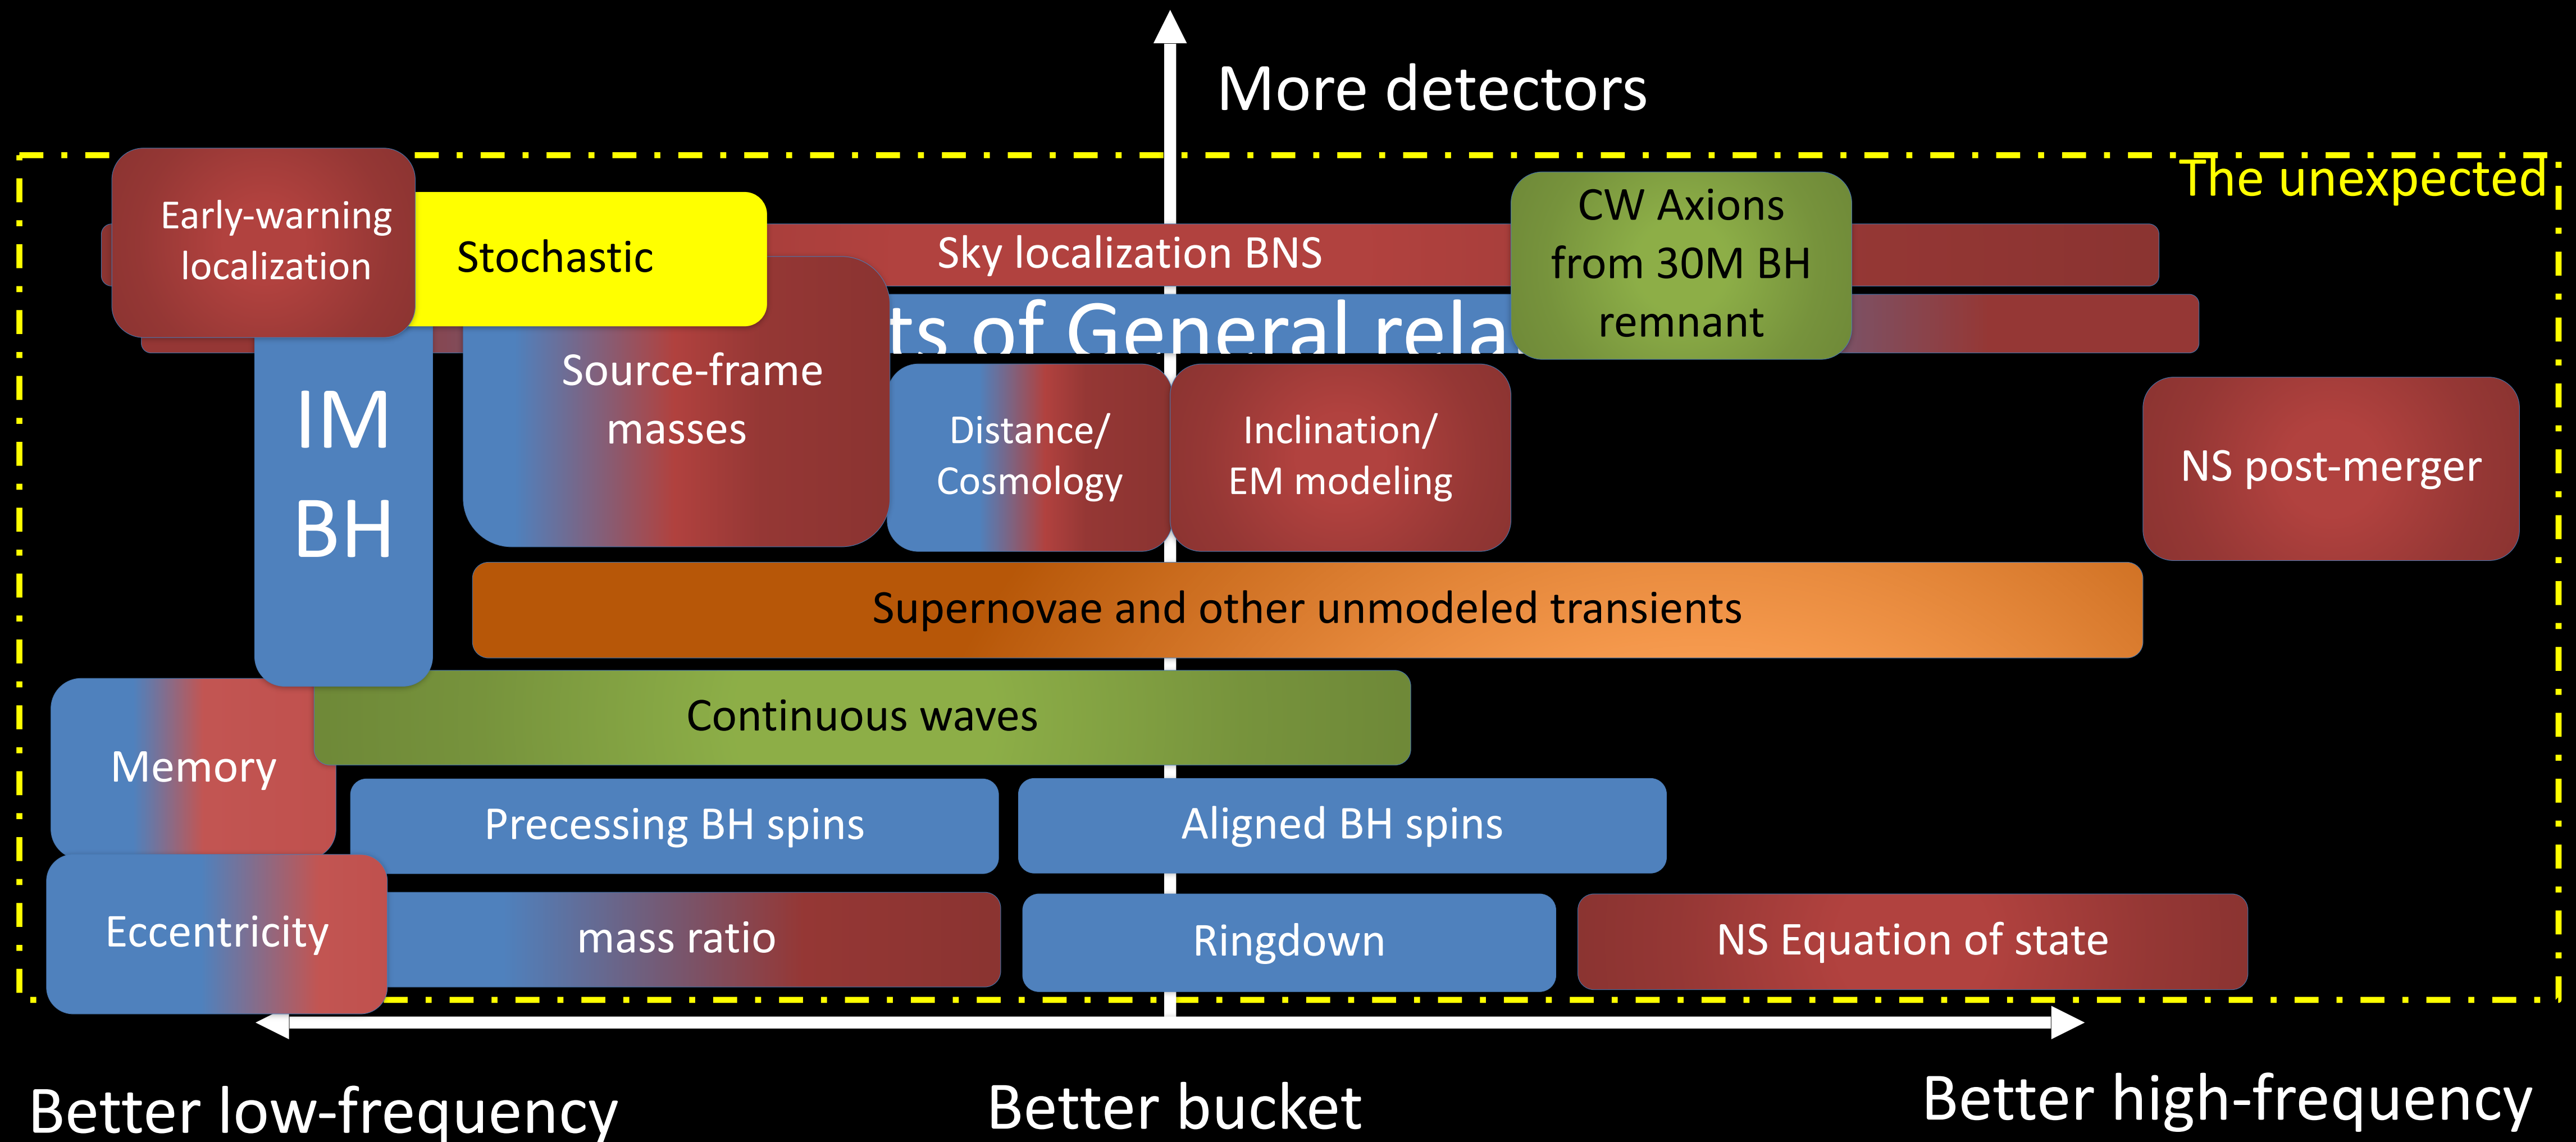 More detectors
The unexpected
Early-warning
localization
Stochastic
Sky localization BNS
CW Axions
from 30M BH
remnant
ts of General rela
IM
BH
Source-frame
masses
Distance/
Cosmology
Inclination/
EM modeling
NS post-merger
Supernovae and other unmodeled transients
Continuous waves
Memory
Precessing BH spins
Aligned BH spins
Eccentricity
mass ratio
Ringdown
NS Equation of state
Better low-frequency
Better bucket
Better high-frequency